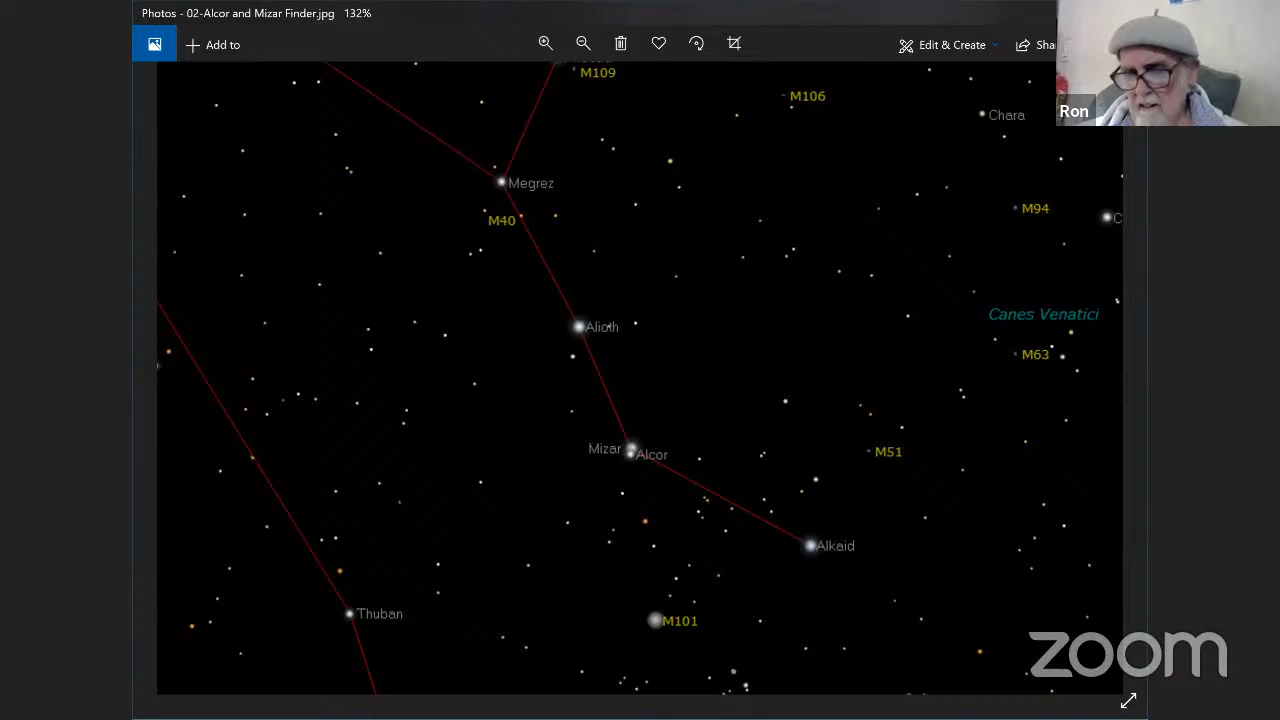 Photos - 02-Alcor and Mizar Finder.jpg 132%
Add to
Edit & Create
Sha
Ron
M109
M106
Chara
Megrez
M94
M40
C
Canes Venatici
Alioth
M63
Mizar
Alcor
M51
Alkaid
Thuban
M101
zoom